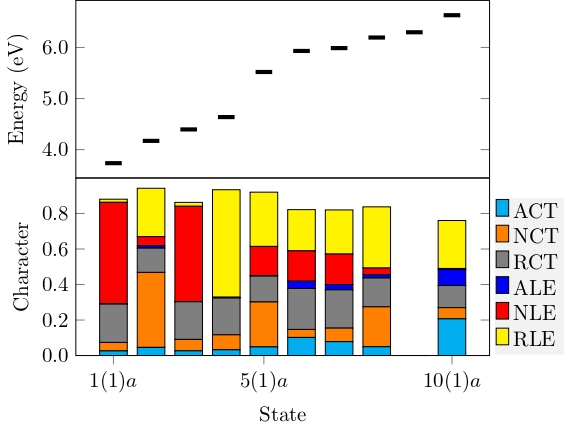 Energy (eV)
6.0
5.0
4.0
Character
0.8
0.6
0.4
0.2
0.0
1(1)a
5(1)a
10(1)a
State
ACT
NCT
RCT
ALE
NLE
RLE